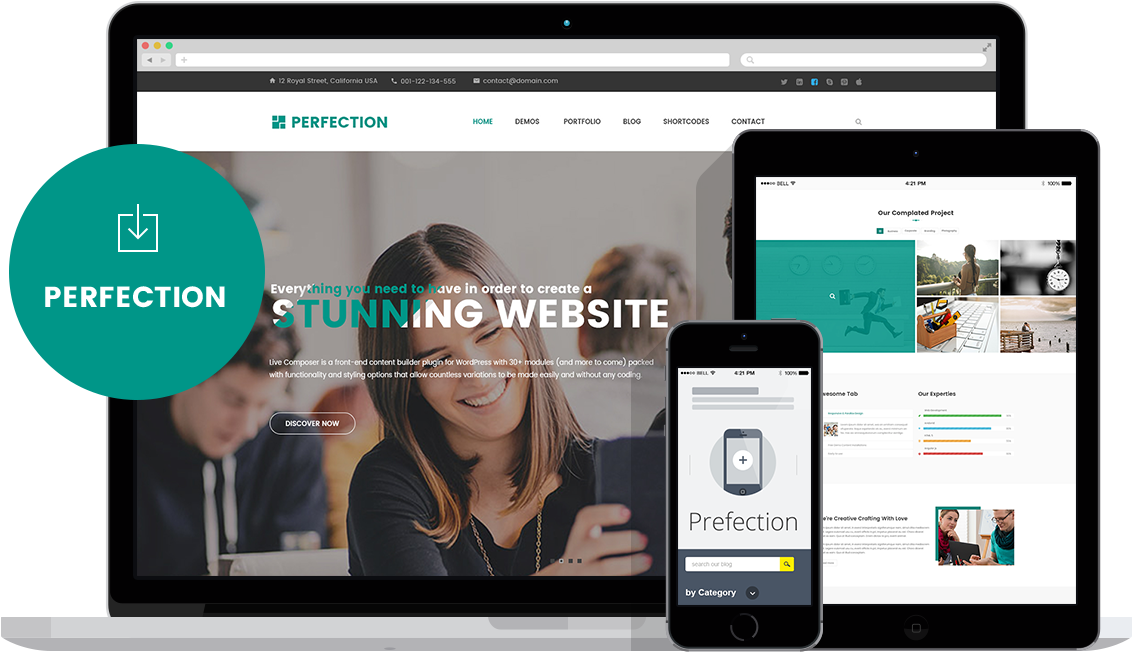 12 Royal Street, California USA
001-122-134-555
contact@domain.com
PERFECTION
HOME
DEMOS
PORTFOLIO
BLOG
SHORTCODES
CONTACT
PERFECTION
Everything you need to have in order to create a
STUNNING WEBSITE
Live Composer is a front-end content builder plugin for WordPress with 30+ modules (and more to come) packed
with functionality and styling options that allow countless variations to be made easily and without any coding.
DISCOVER NOW
BELL
4:21 PM
100%
Our Complated Project
Photography
wesome Tab
Our Experties
're Creative Crafting With Love
BELL
4:21 PM
100%
Prefection
search our blog
by Category